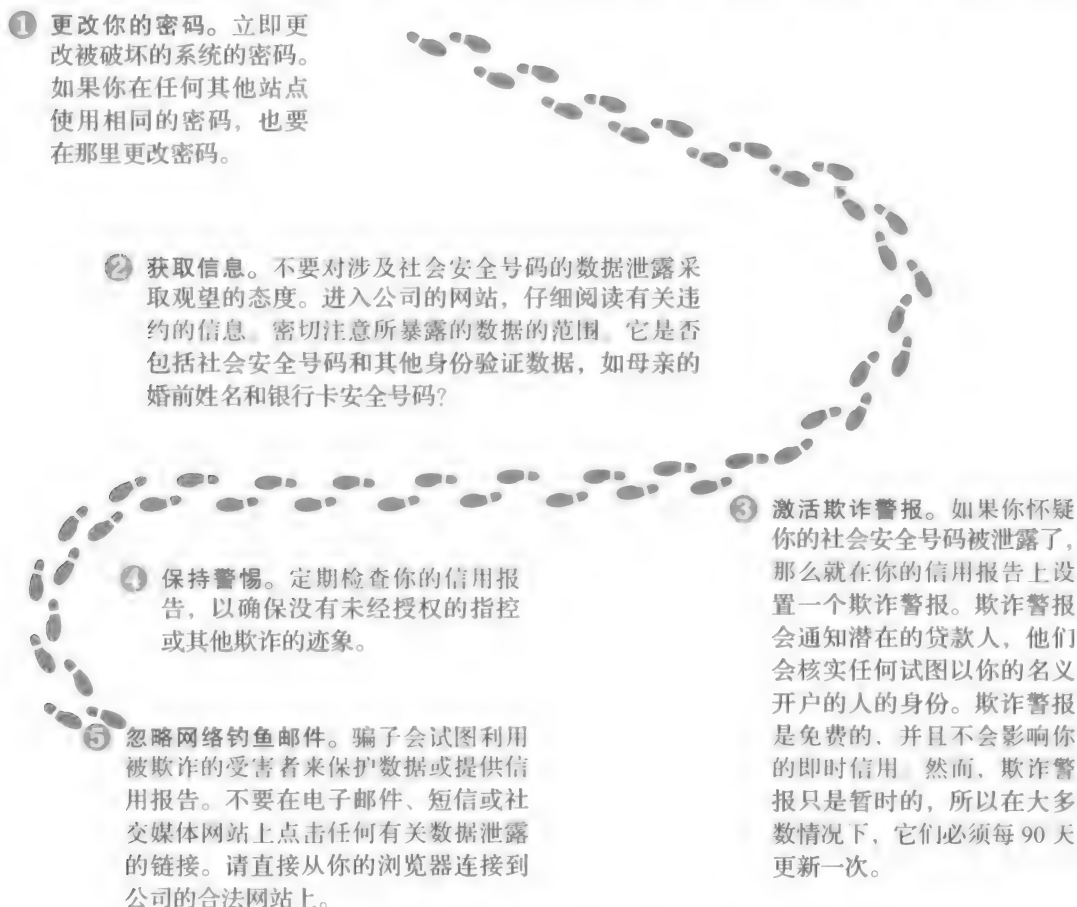 ① 更改你的密码。立即更
改被破坏的系统的密码。
如果你在任何其他站点
使用相同的密码，也要
在那里更改密码。
② 获取信息。不要对涉及社会安全号码的数据泄露采
取观望的态度。进入公司的网站，仔细阅读有关违
约的信息。密切注意所暴露的数据的范围。它是否
包括社会安全号码和其他身份验证数据，如母亲的
婚前姓名和银行卡安全号码？
③ 激活欺诈警报。如果你怀疑
你的社会安全号码被泄露了，
那么就在你的信用报告上设
置一个欺诈警报。欺诈警报
会通知潜在的贷款人，他们
会核实任何试图以你的名义
开户的人的身份。欺诈警报
是免费的，并且不会影响你
的即时信用。然而，欺诈警
报只是暂时的，所以在大多
数情况下，它们必须每 90 天
更新一次。
④ 保持警惕。定期检查你的信用报
告，以确保没有未经授权的指控
或其他欺诈的迹象。
⑤ 忽略网络钓鱼邮件。骗子会试图利用
被欺诈的受害者来保护数据或提供信
用报告。不要在电子邮件、短信或社
交媒体网站上点击任何有关数据泄露
的链接。请直接从你的浏览器连接到
公司的合法网站上。